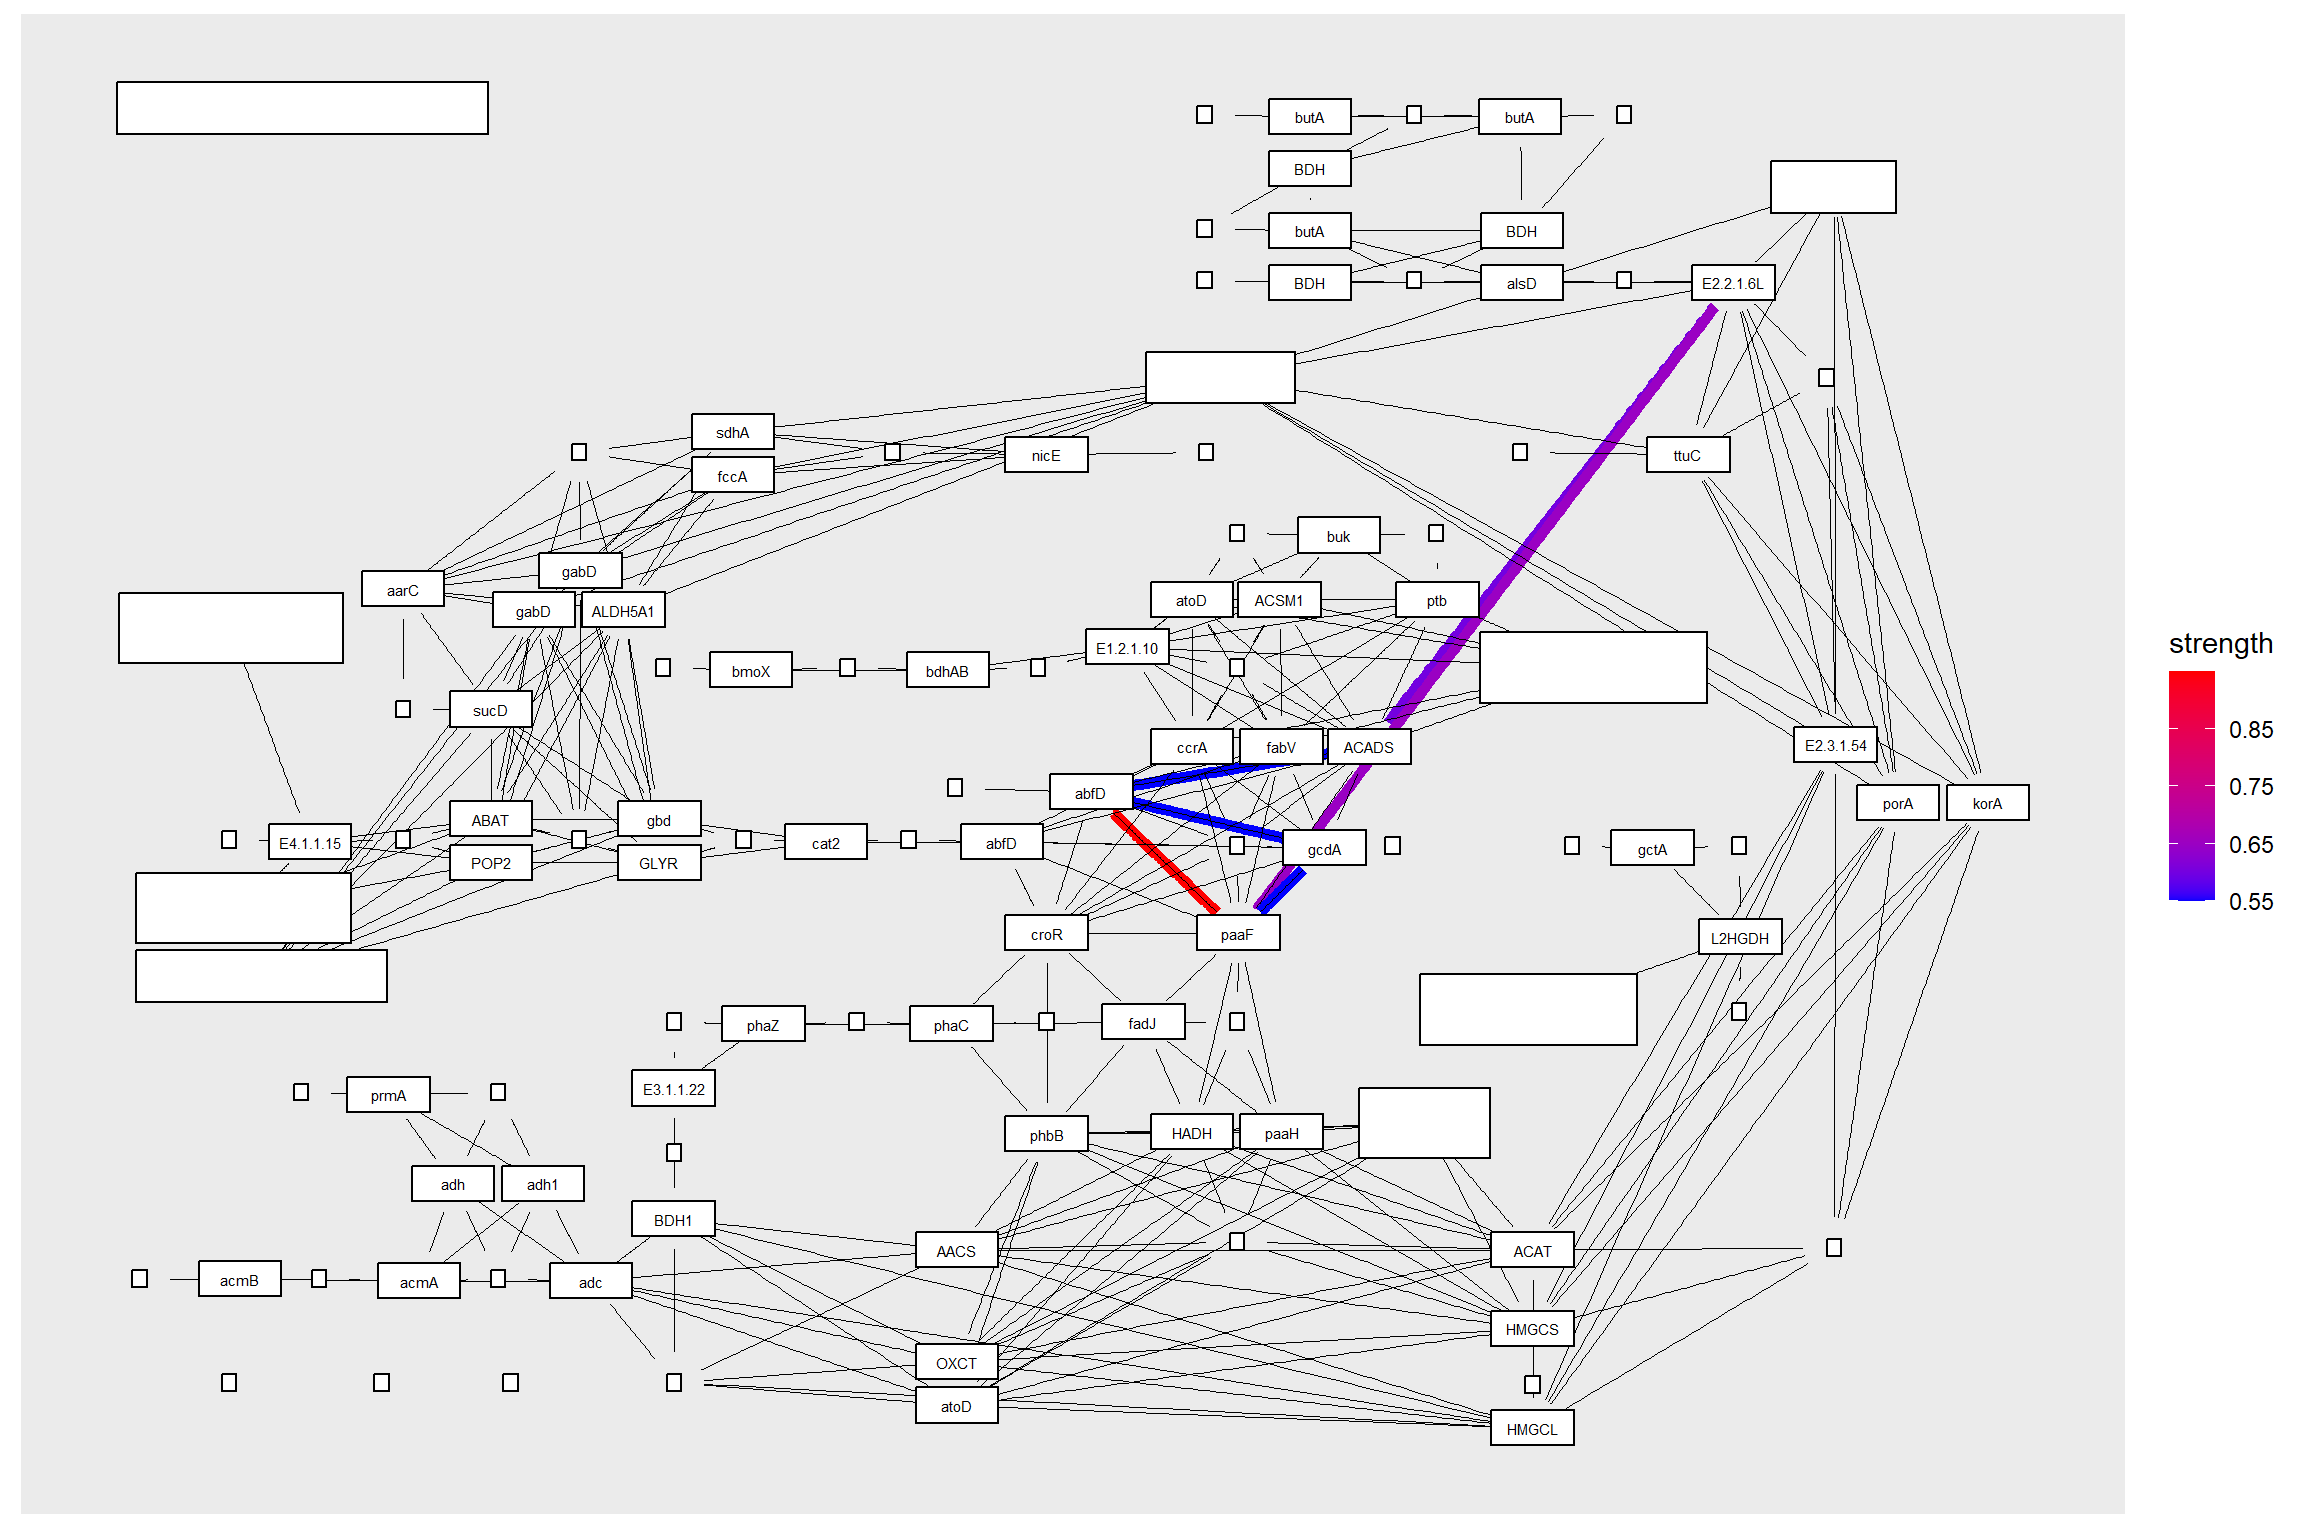 butA
butA
BDH
butA
BDH
BDH
alsD
E2.2.1.6L
sdhA
nicE
ttuC
fccA
buk
gabD
aarC
gabD
ALDH5A1
atoD
ACSM1
ptb
E1.2.1.10
bmoX
bdhAB
sucD
ccrA
fabV
ACADS
E2.3.1.54
abfD
porA
korA
ABAT
gbd
E4.1.1.15
cat2
abfD
gcdA
gctA
POP2
GLYR
croR
paaF
L2HGDH
phaZ
phaC
fadJ
E3.1.1.22
prmA
phbB
HADH
paaH
adh
adh1
BDH1
AACS
ACAT
acmB
acmA
adc
HMGCS
OXCT
atoD
HMGCL
strength
0.85
0.75
0.65
0.55